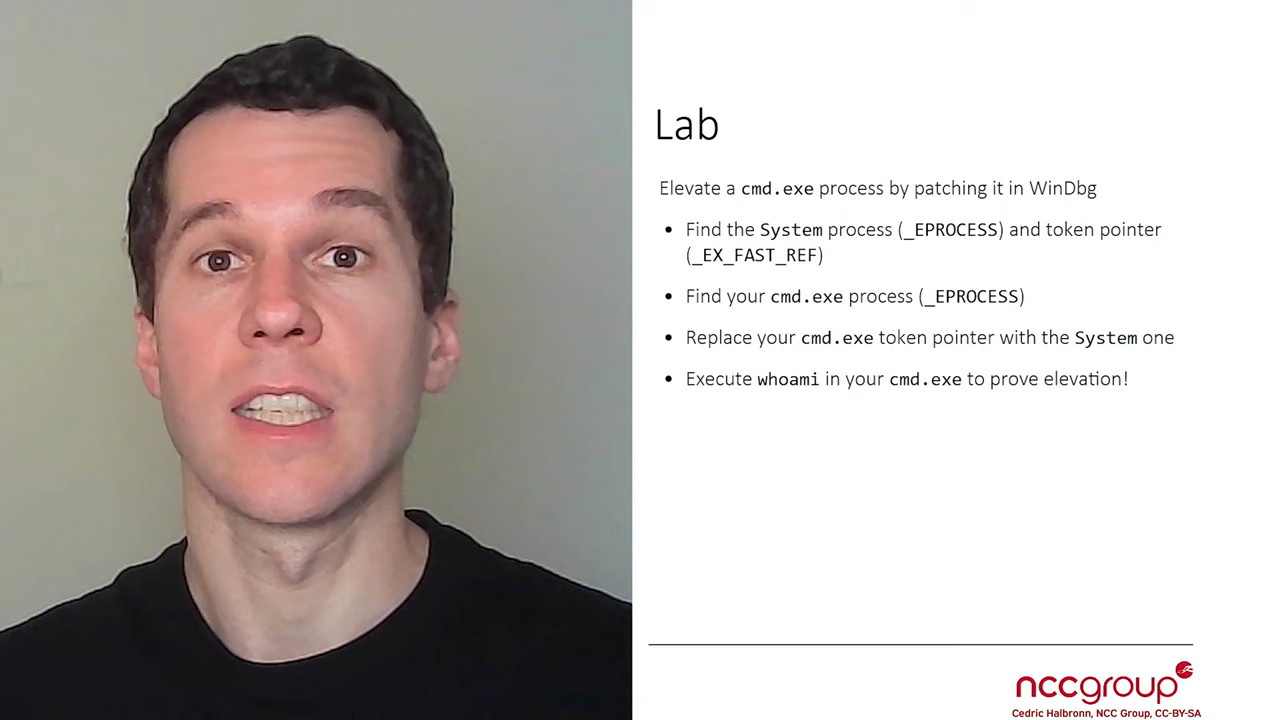 Lab
Elevate a cmd.exe process by patching it in WinDbg
• Find the System process (_EPROCESS) and token pointer
(_EX_FAST_REF)
• Find your cmd.exe process (_EPROCESS)
• Replace your cmd.exe token pointer with the System one
• Execute whoami in your cmd.exe to prove elevation!
nccgroup
Cedric Halbronn, NCC Group, CC-BY-SA